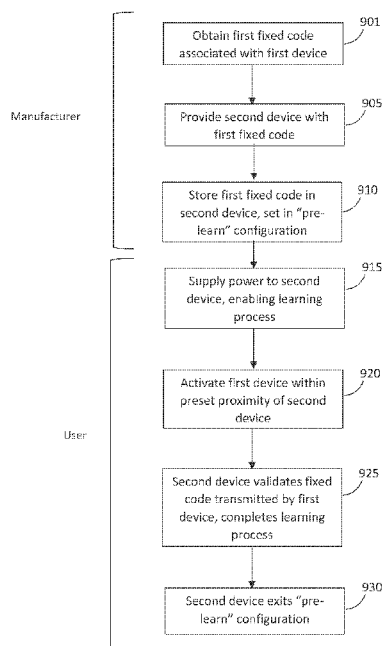 901
Obtain first fixed code
associated with first device
905
Manufacturer
Provide second device with
first fixed code
910
Store first fixed code in
second device, set in "pre-
learn" configuration
915
Supply power to second
device, enabling learning
process
920
Activate first device within
preset proximity of second
device
User
925
Second device validates fixed
code transmitted by first
device, completes learning
process
930
Second device exits "pre-
learn" configuration